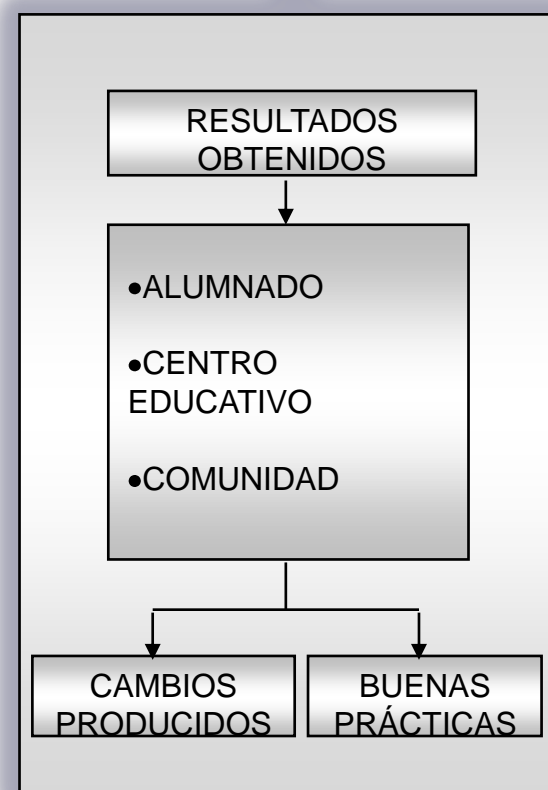 RESULTADOS
OBTENIDOS
•ALUMNADO
•CENTRO
EDUCATIVO
•COMUNIDAD
CAMBIOS
PRODUCIDOS
BUENAS
PRÁCTICAS